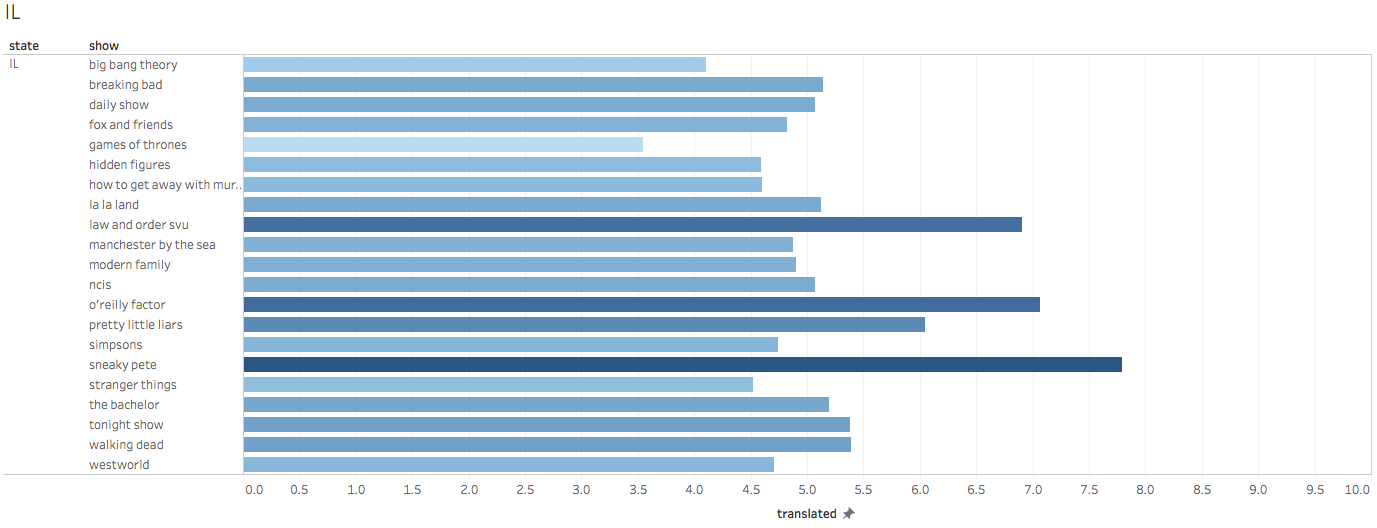 IL
state show
IL big bang theory
breaking bad
daily show
fox and friends
games of thrones
hidden figures
how to get away with mur..
la la land
law and order svu
manchester by the sea
modern family
ncis
o'reilly factor
pretty little liars
simpsons
sneaky pete
stranger things
the bachelor
tonight show
walking dead
westworld
0.0 0.5 1.0 1.5 2.0 2.5 3.0 3.5 4.0 4.5 5.0 5.5 6.0 6.5 7.0 7.5 8.0 8.5 9.0 9.5 10.0
translated